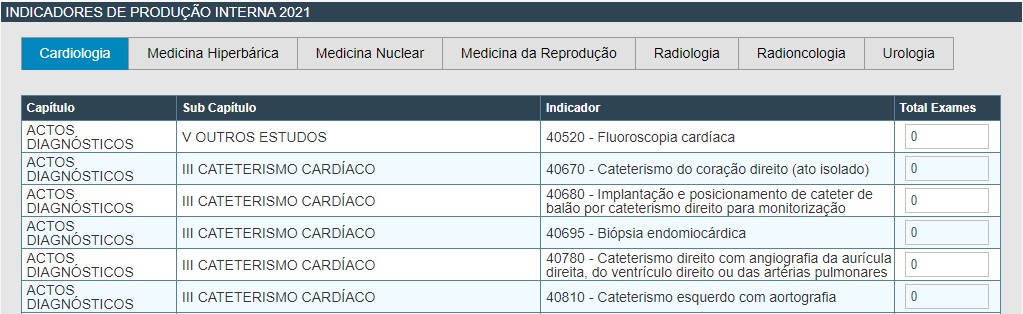 INDICADORES DE PRODUÇÃO INTERNA 2021
Cardiologia Medicina Hiperbárica Medicina Nuclear Medicina da Reprodução Radiologia Radioncologia Urologia
Capítulo Sub Capítulo Indicador Total Exames
ACTOS DIAGNÓSTICOS V OUTROS ESTUDOS 40520 - Fluoroscopia cardíaca 0
ACTOS DIAGNÓSTICOS III CATETERISMO CARDÍACO 40670 - Cateterismo do coração direito (ato isolado) 0
ACTOS DIAGNÓSTICOS III CATETERISMO CARDÍACO 40680 - Implantação e posicionamento de cateter de balão por cateterismo direito para monitorização 0
ACTOS DIAGNÓSTICOS III CATETERISMO CARDÍACO 40695 - Biópsia endomiocárdica 0
ACTOS DIAGNÓSTICOS III CATETERISMO CARDÍACO 40780 - Cateterismo direito com angiografia da aurícula direita, do ventrículo direito ou das artérias pulmonares 0
ACTOS DIAGNÓSTICOS III CATETERISMO CARDÍACO 40810 - Cateterismo esquerdo com aortografia 0